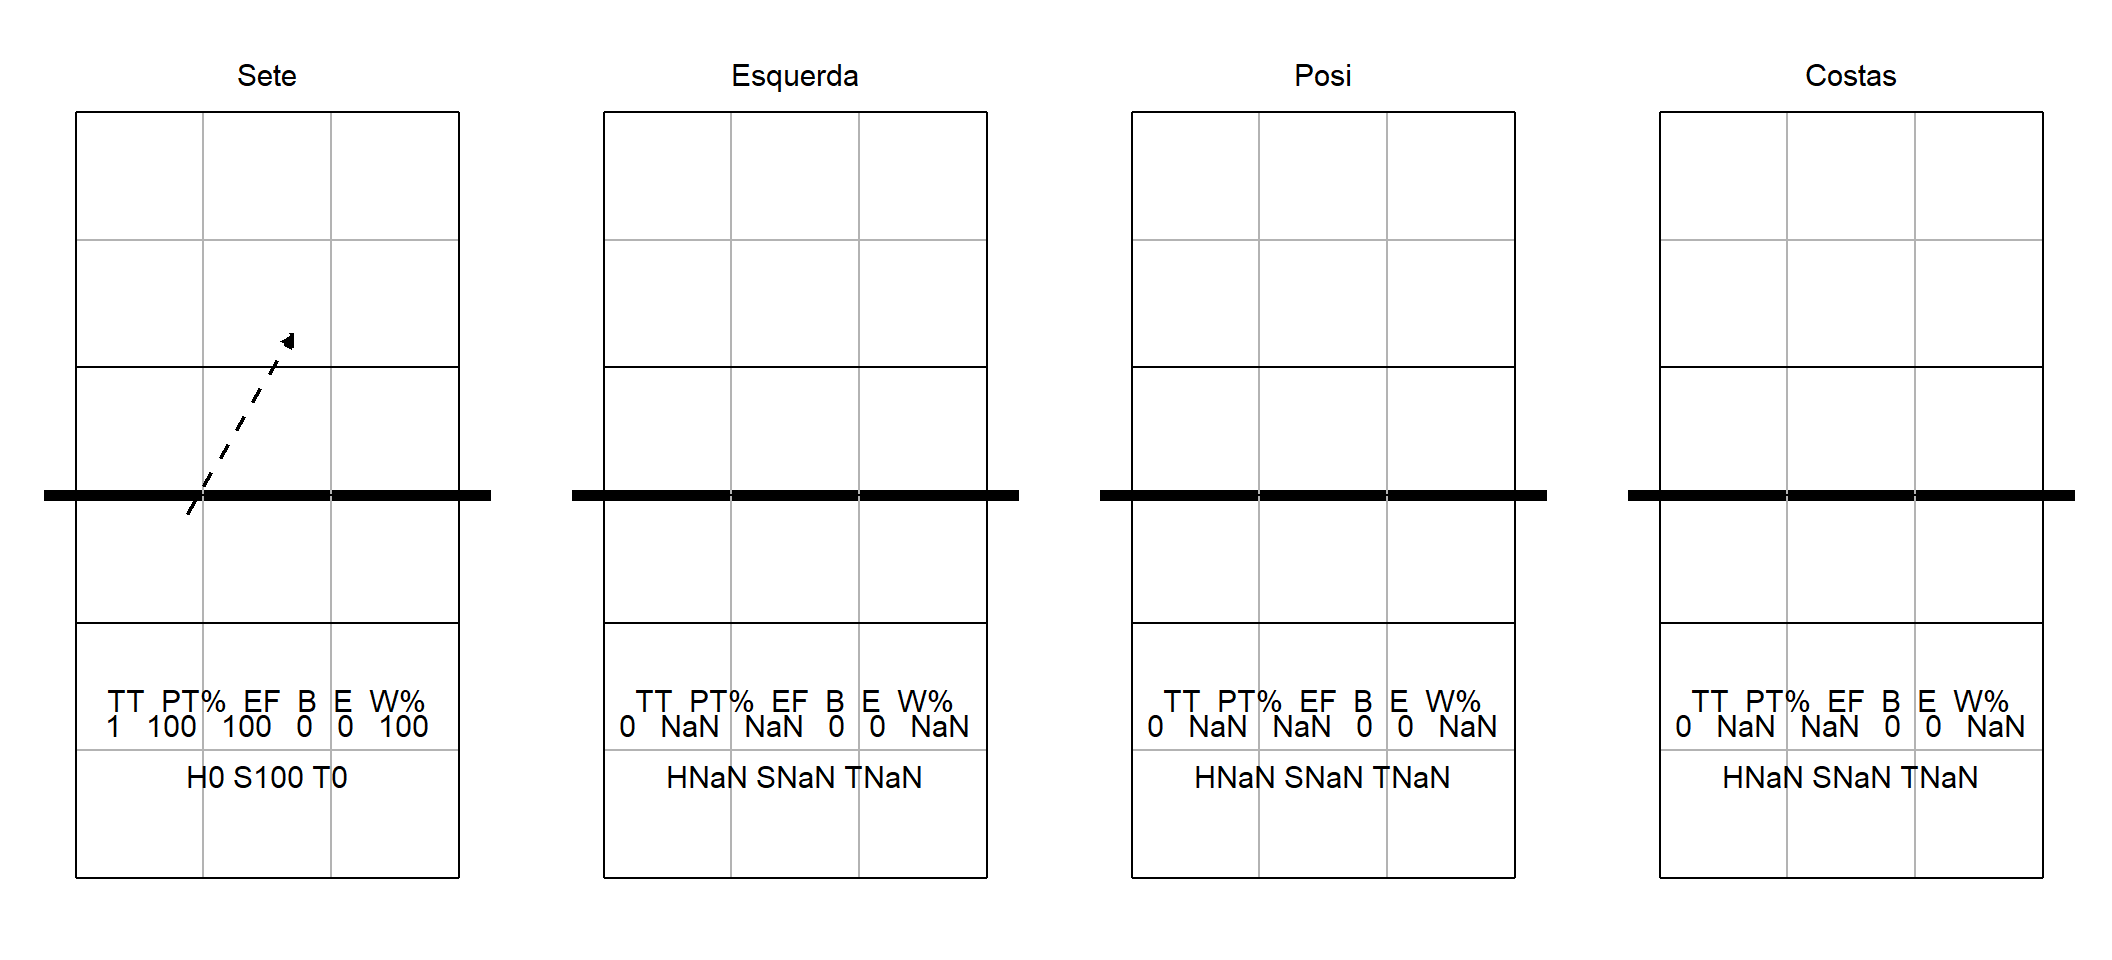 Sete
TT PT% EF B E W%
1 100 100 0 0 100
H0 S100 T0
Esquerda
TT PT% EF B E W%
0 NaN NaN 0 0 NaN
HNaN SNaN TNaN
Posi
TT PT% EF B E W%
0 NaN NaN 0 0 NaN
HNaN SNaN TNaN
Costas
TT PT% EF B E W%
0 NaN NaN 0 0 NaN
HNaN SNaN TNaN